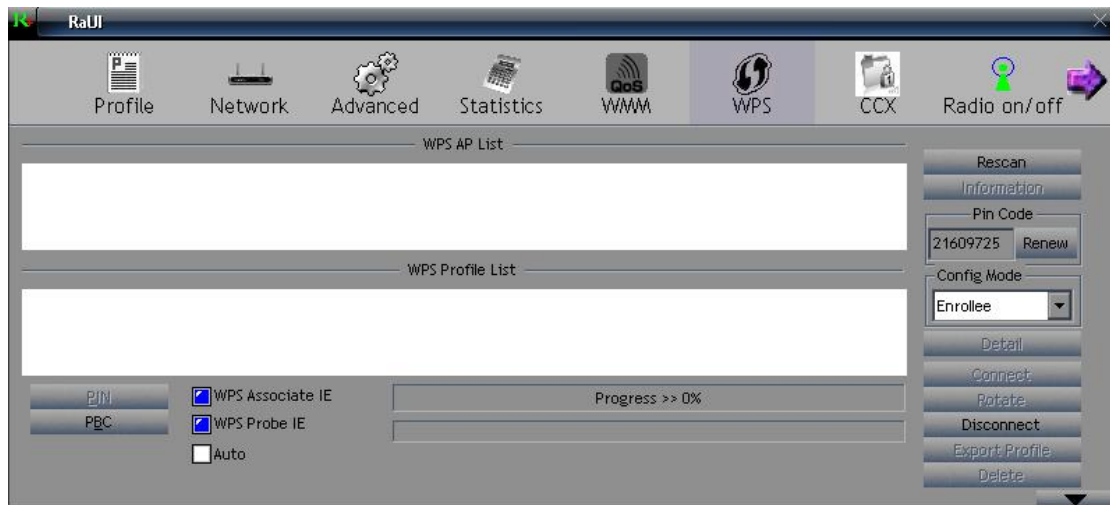 RaUI
Profile Network Advanced Statistics WMM WPS CCX Radio on/off
QoS
WPS AP List
Rescan
Information
Pin Code
21609725 Renew
WPS Profile List
Config Mode
Enrollee
Detail
Connect
Rotate
Disconnect
Export Profile
Delete
PIN
PBC
WPS Associate IE
WPS Probe IE
Auto
Progress >> 0%